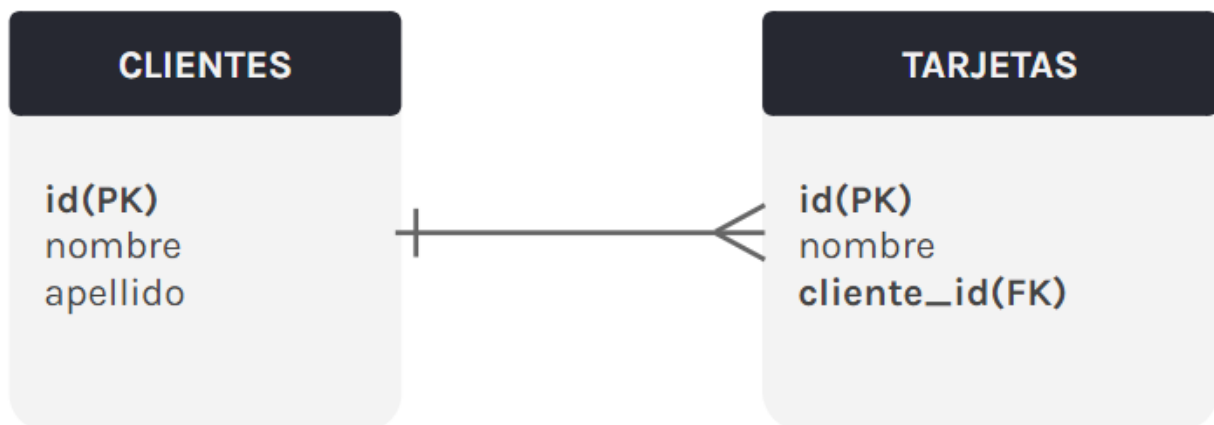 CLIENTES
id(PK)
nombre
apellido
TARJETAS
id(PK)
nombre
cliente_id(FK)